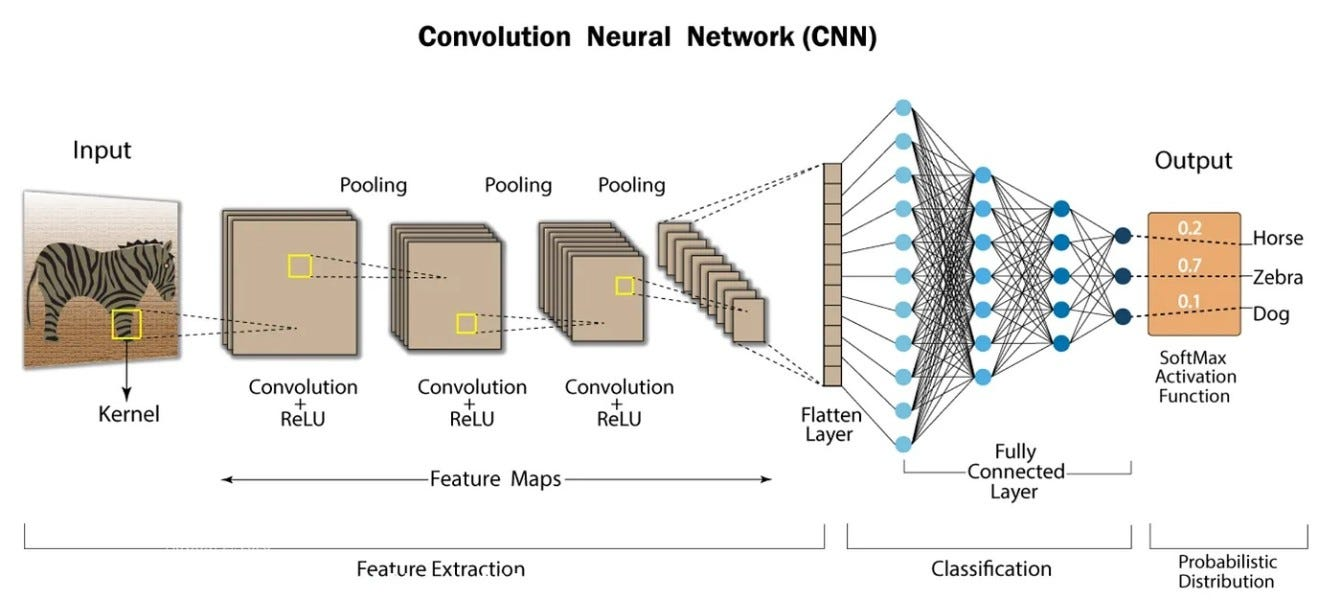 Convolution Neural Network (CNN)
Input
Pooling
Pooling
Pooling
Output
0.2
Horse
0.7
Zebra
0.1
Dog
Kernel
Convolution
+
ReLU
Convolution
+
ReLU
Convolution
+
ReLU
Flatten
Layer
SoftMax
Activation
Function
Feature Maps
Fully
Connected
Layer
Feature Extraction
Classification
Probabilistic
Distribution